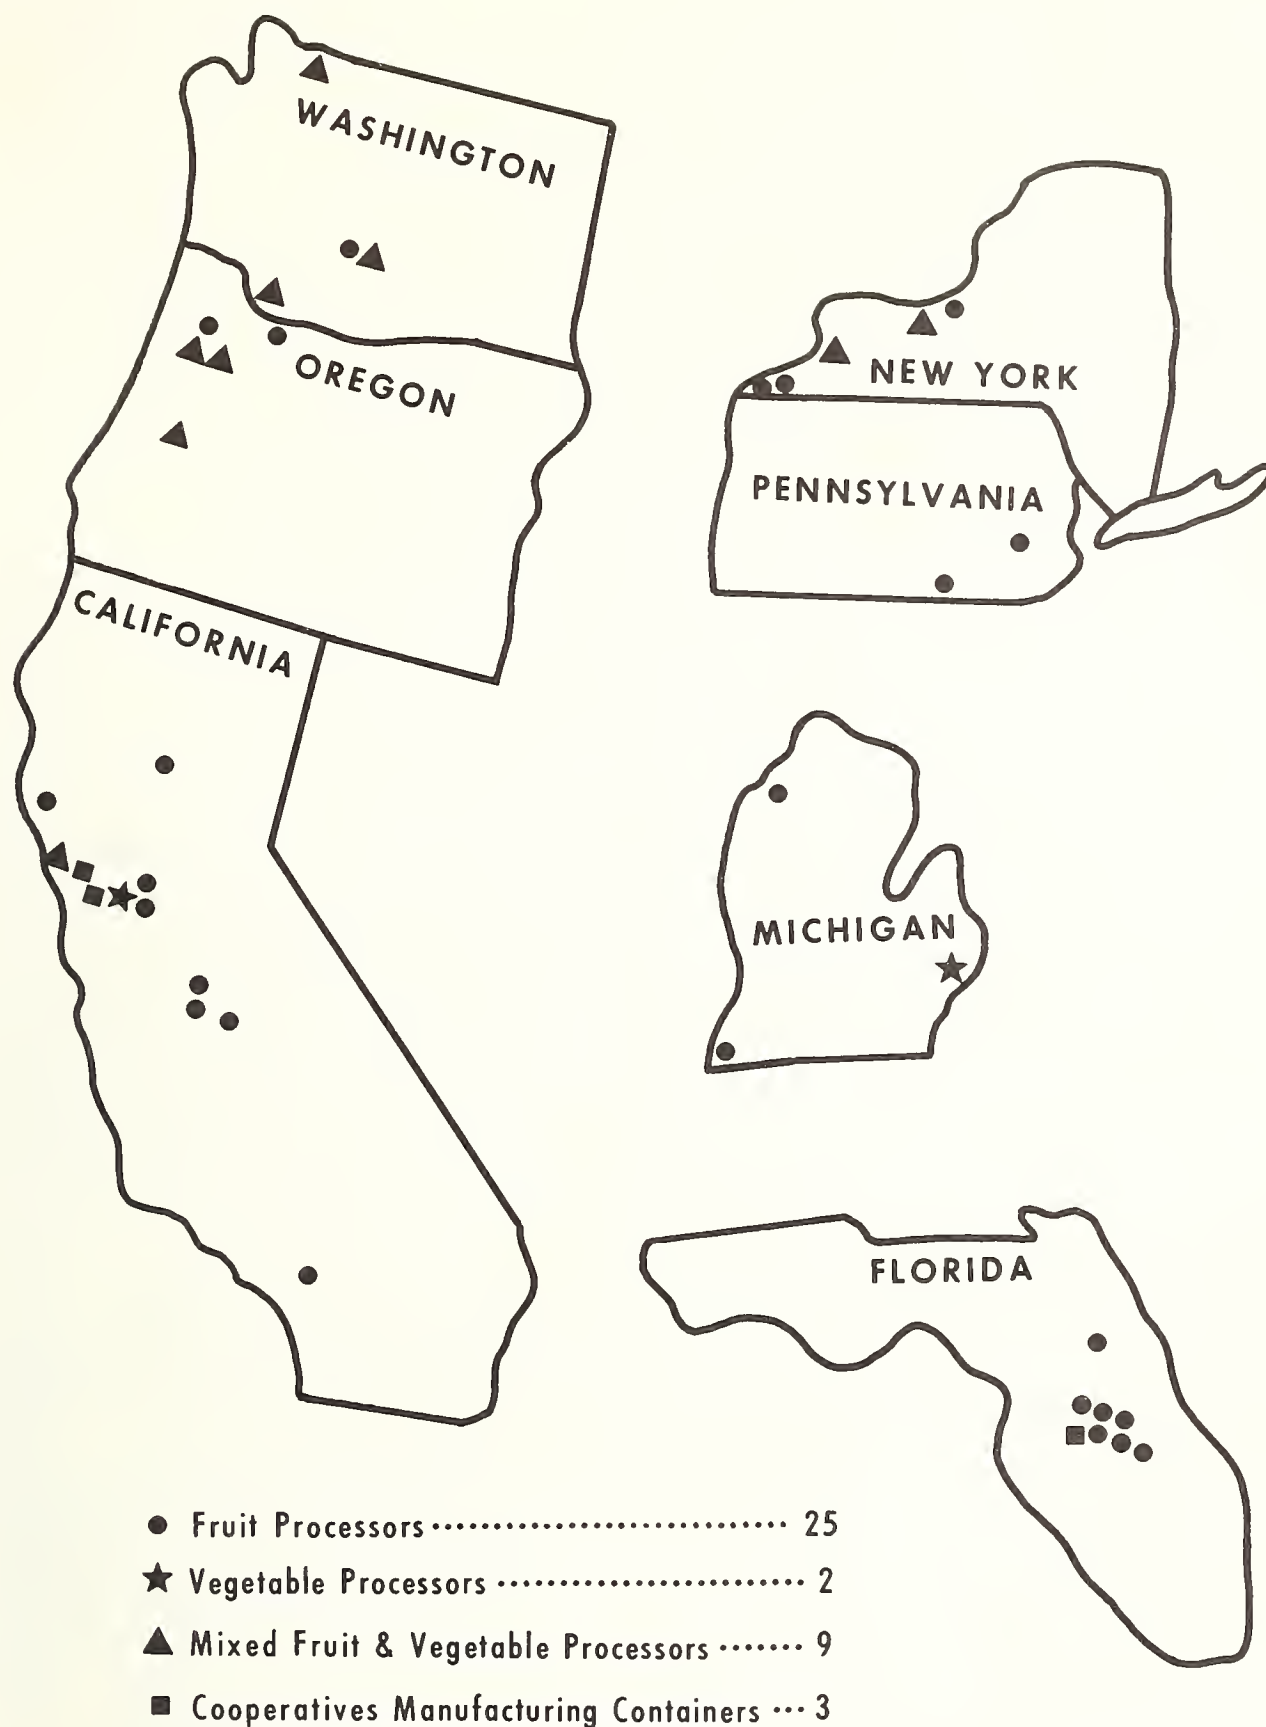 WASHINGTON
OREGON
CALIFORNIA
NEW YORK
PENNSYLVANIA
MICHIGAN
FLORIDA
● Fruit Processors ······························ 25
★ Vegetable Processors ························· 2
▲ Mixed Fruit & Vegetable Processors ······· 9
■ Cooperatives Manufacturing Containers ··· 3